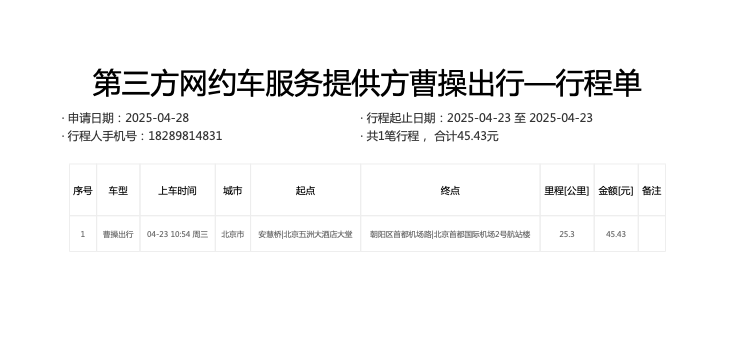 第三方网约车服务提供方曹操出行—行程单
· 申请日期：2025-04-28 · 行程起止日期：2025-04-23 至 2025-04-23
· 行程人手机号：18289814831 · 共1笔行程， 合计45.43元
序号 车型 上车时间 城市 起点 终点 里程[公里] 金额[元] 备注
1 曹操出行 04-23 10:54 周三 北京市 安慧桥|北京五洲大酒店大堂 朝阳区首都机场路|北京首都国际机场2号航站楼 25.3 45.43